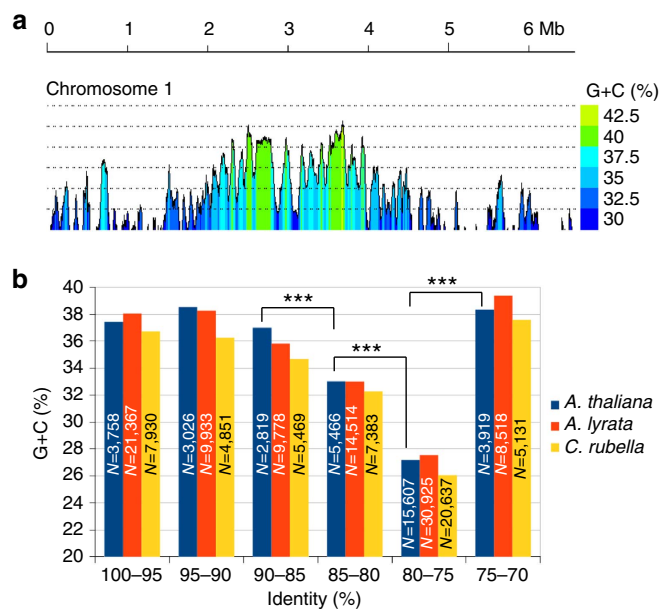 a
0 1 2 3 4 5 6 Mb
Chromosome 1
G+C (%)
42.5
40
37.5
35
32.5
30
b
40
38
36
34
32
30
28
26
24
22
20
G+C (%)
***
***
***
N=3,758
N=21,367
N=7,930
N=3,026
N=9,933
N=4,851
N=2,819
N=9,778
N=5,469
N=5,466
N=14,514
N=7,383
N=15,607
N=30,925
N=20,637
N=3,919
N=8,518
N=5,131
100–95 95–90 90–85 85–80 80–75 75–70
Identity (%)
A. thaliana
A. lyrata
C. rubella